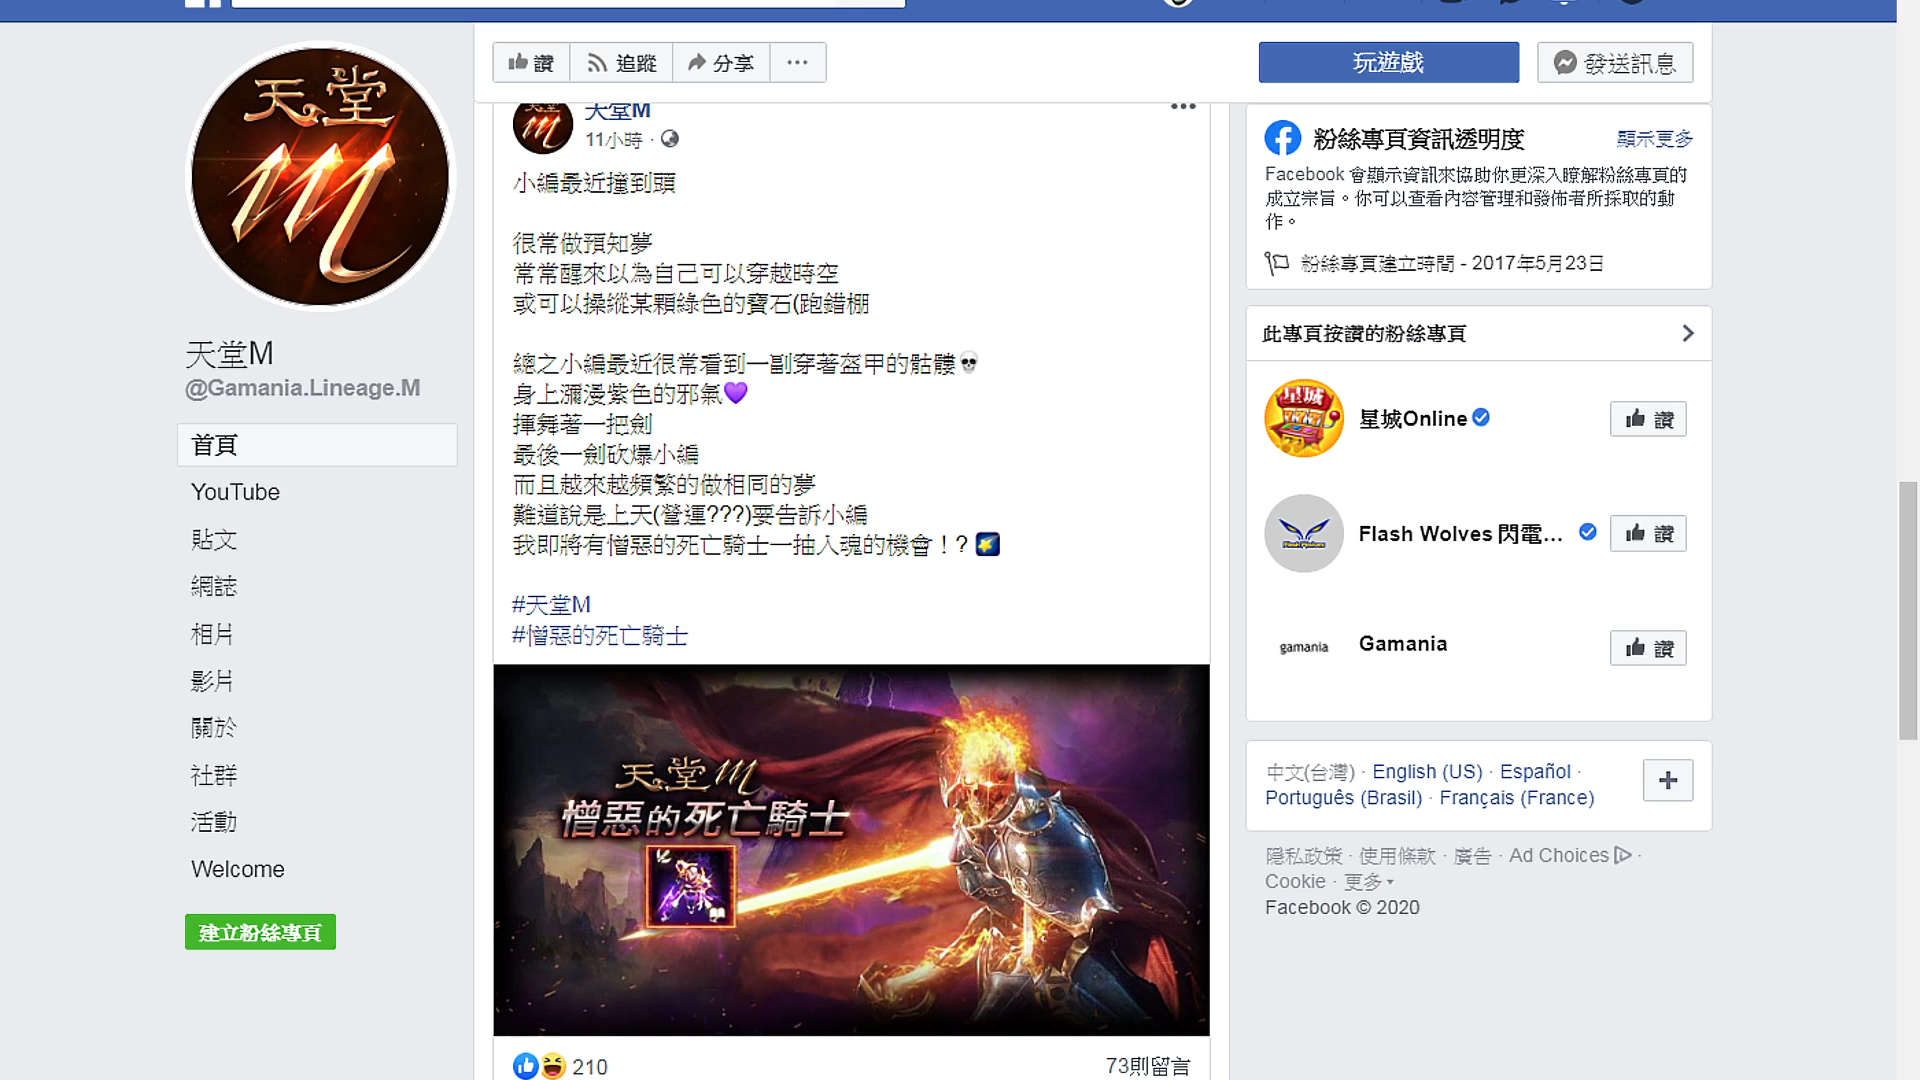 讚
追蹤
分享
玩遊戲
發送訊息
天堂M
@Gamania.Lineage.M
首頁
YouTube
貼文
網誌
相片
影片
關於
社群
活動
Welcome
建立粉絲專頁
天堂M
11小時 ·
小編最近撞到頭
很常做預知夢
常常醒來以為自己可以穿越時空
或可以操縱某顆綠色的寶石(跑錯棚
總之小編最近很常看到一副穿著盔甲的骷髏💀
身上瀰漫紫色的邪氣💜
揮舞著一把劍
最後一劍砍爆小編
而且越來越頻繁的做相同的夢
難道說是上天(營運???)要告訴小編
我即將有憎惡的死亡騎士一抽入魂的機會！? 🌠
#天堂M
#憎惡的死亡騎士
天堂M
憎惡的死亡騎士
210
73則留言
粉絲專頁資訊透明度
顯示更多
Facebook 會顯示資訊來協助你更深入瞭解粉絲專頁的
成立宗旨。你可以查看內容管理和發佈者所採取的動
作。
粉絲專頁建立時間 - 2017年5月23日
此專頁按讚的粉絲專頁
星城
星城Online
讚
Flash Wolves
Flash Wolves 閃電...
讚
gamania
Gamania
讚
中文(台灣) · English (US) · Español ·
Português (Brasil) · Français (France)
隱私政策 · 使用條款 · 廣告 · Ad Choices ·
Cookie · 更多
Facebook © 2020